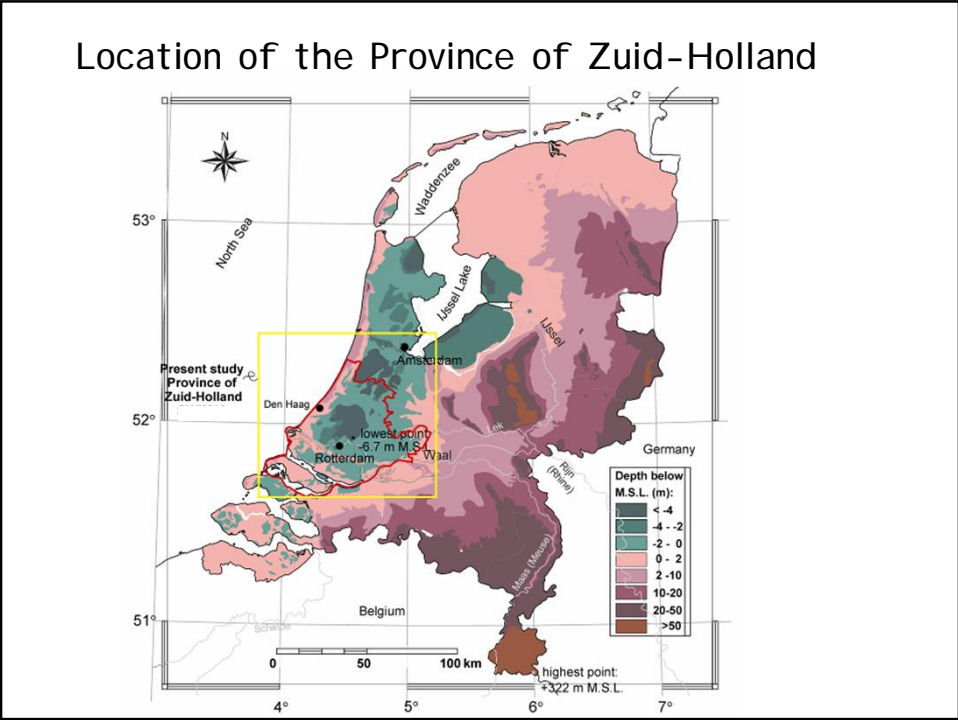 Location of the Province of Zuid-Holland
N
53°
North Sea
Waddenzee
IJssel Lake
IJssel
Amsterdam
Present study
Province of
Zuid-Holland
Den Haag
52°
lowest point:
-6.7 m M.S.
Rotterdam
Lek
Waal
Rijn
(Rhine)
Germany
Maas (Meuse)
Depth below
M.S.L. (m):
< -4
-4 - -2
-2 - 0
0 - 2
2 -10
10-20
20-50
>50
Belgium
51°
Schelde
0 50 100 km
highest point:
+322 m M.S.L.
4° 5° 6° 7°